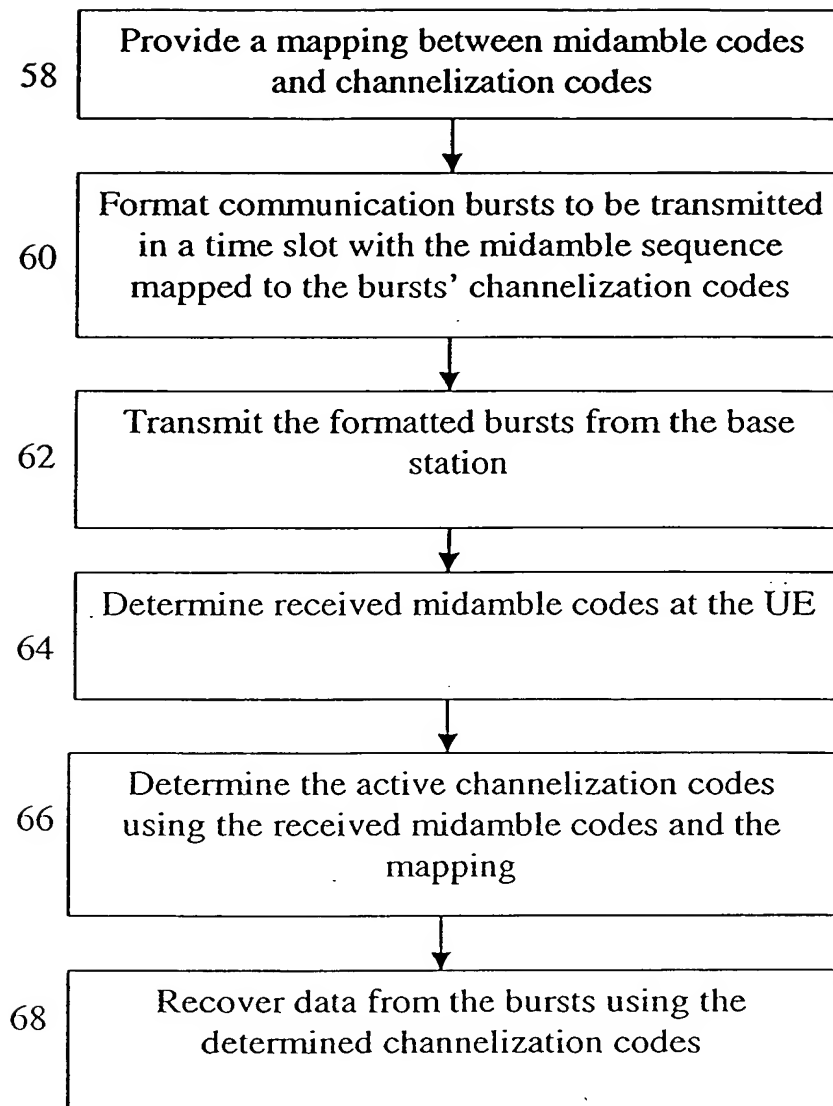 58
Provide a mapping between midamble codes
and channelization codes
60
Format communication bursts to be transmitted
in a time slot with the midamble sequence
mapped to the bursts’ channelization codes
62
Transmit the formatted bursts from the base
station
64
Determine received midamble codes at the UE
66
Determine the active channelization codes
using the received midamble codes and the
mapping
68
Recover data from the bursts using the
determined channelization codes